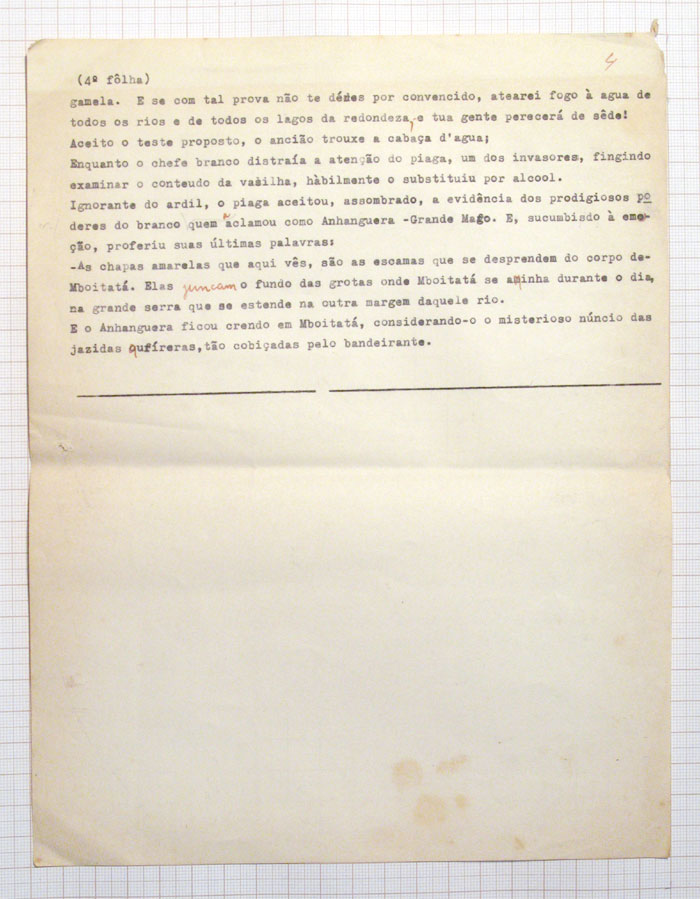 4
(4º fôlha)
gamela. E se com tal prova não te dérês por convencido, atearei fogo à agua de
todos os rios e de todos os lagos da redondeza, e tua gente perecerá de sêde!
Aceito o teste proposto, o ancião trouxe a cabaça d'agua;
Enquanto o chefe branco distraía a atenção do piaga, um dos invasores, fingindo
examinar o conteudo da vasilha, hàbilmente o substituiu por alcool.
Ignorante do ardil, o piaga aceitou, assombrado, a evidência dos prodigiosos po
deres do branco quem aclamou como Anhanguera -Grande Mago. E, sucumbisdo à emo-
ção, proferiu suas últimas palavras:
-As chapas amarelas que aqui vês, são as escamas que se desprendem do corpo de-
Mboitatá. Elas juncam o fundo das grotas onde Mboitatá se aninha durante o dia,
na grande serra que se estende na outra margem daquele rio.
E o Anhanguera ficou crendo em Mboitatá, considerando-o o misterioso núncio das
jazidas aufíreras, tão cobiçadas pelo bandeirante.